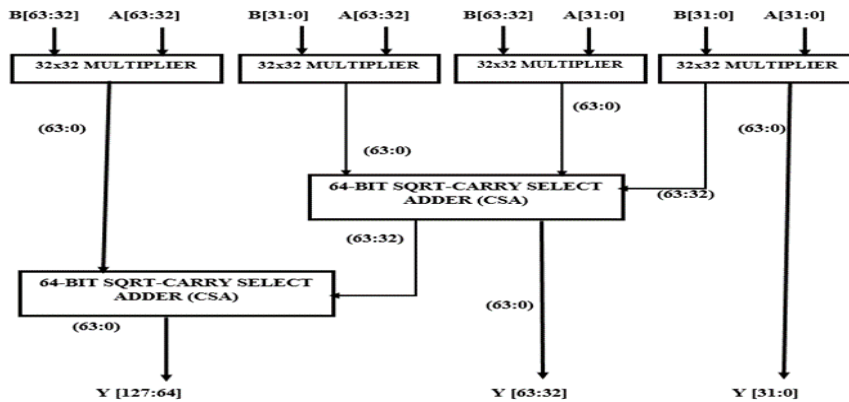 B[63:32] A[63:32] B[31:0] A[63:32] B[63:32] A[31:0] B[31:0] A[31:0]
32x32 MULTIPLIER 32x32 MULTIPLIER 32x32 MULTIPLIER 32x32 MULTIPLIER
(63:0) (63:0) (63:0) (63:0)
64-BIT SQRT-CARRY SELECT
ADDER (CSA)
(63:32)
(63:32)
64-BIT SQRT-CARRY SELECT
ADDER (CSA)
(63:0) (63:0)
Y [127:64] Y [63:32] Y [31:0]